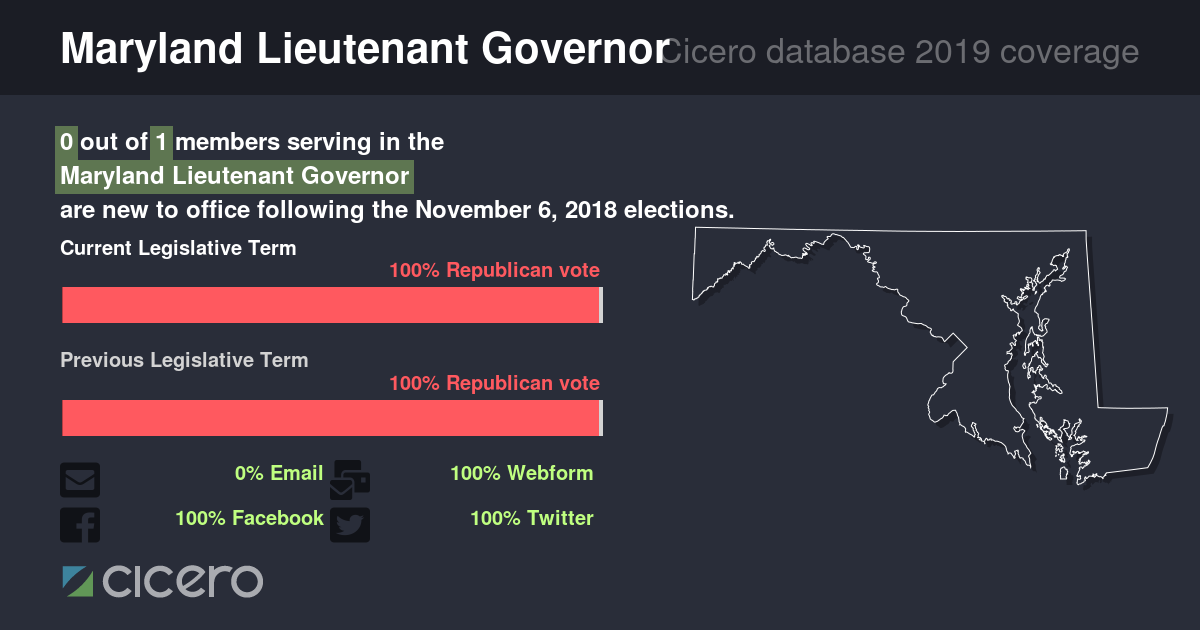 Maryland Lieutenant Governor
Cicero database 2019 coverage
0 out of 1 members serving in the
Maryland Lieutenant Governor
are new to office following the November 6, 2018 elections.
Current Legislative Term
100% Republican vote
Previous Legislative Term
100% Republican vote
0% Email
100% Webform
100% Facebook
100% Twitter
cicero